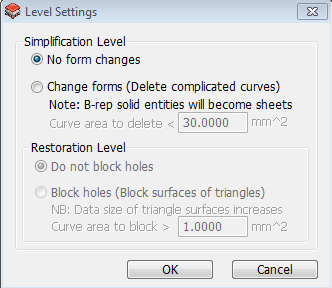 Level Settings
Simplification Level
No form changes
Change forms (Delete complicated curves)
Note: B-rep solid entities will become sheets
Curve area to delete < 30.0000 mm^2
Restoration Level
Do not block holes
Block holes (Block surfaces of triangles)
NB: Data size of triangle surfaces increases
Curve area to block > 1.0000 mm^2
OK Cancel